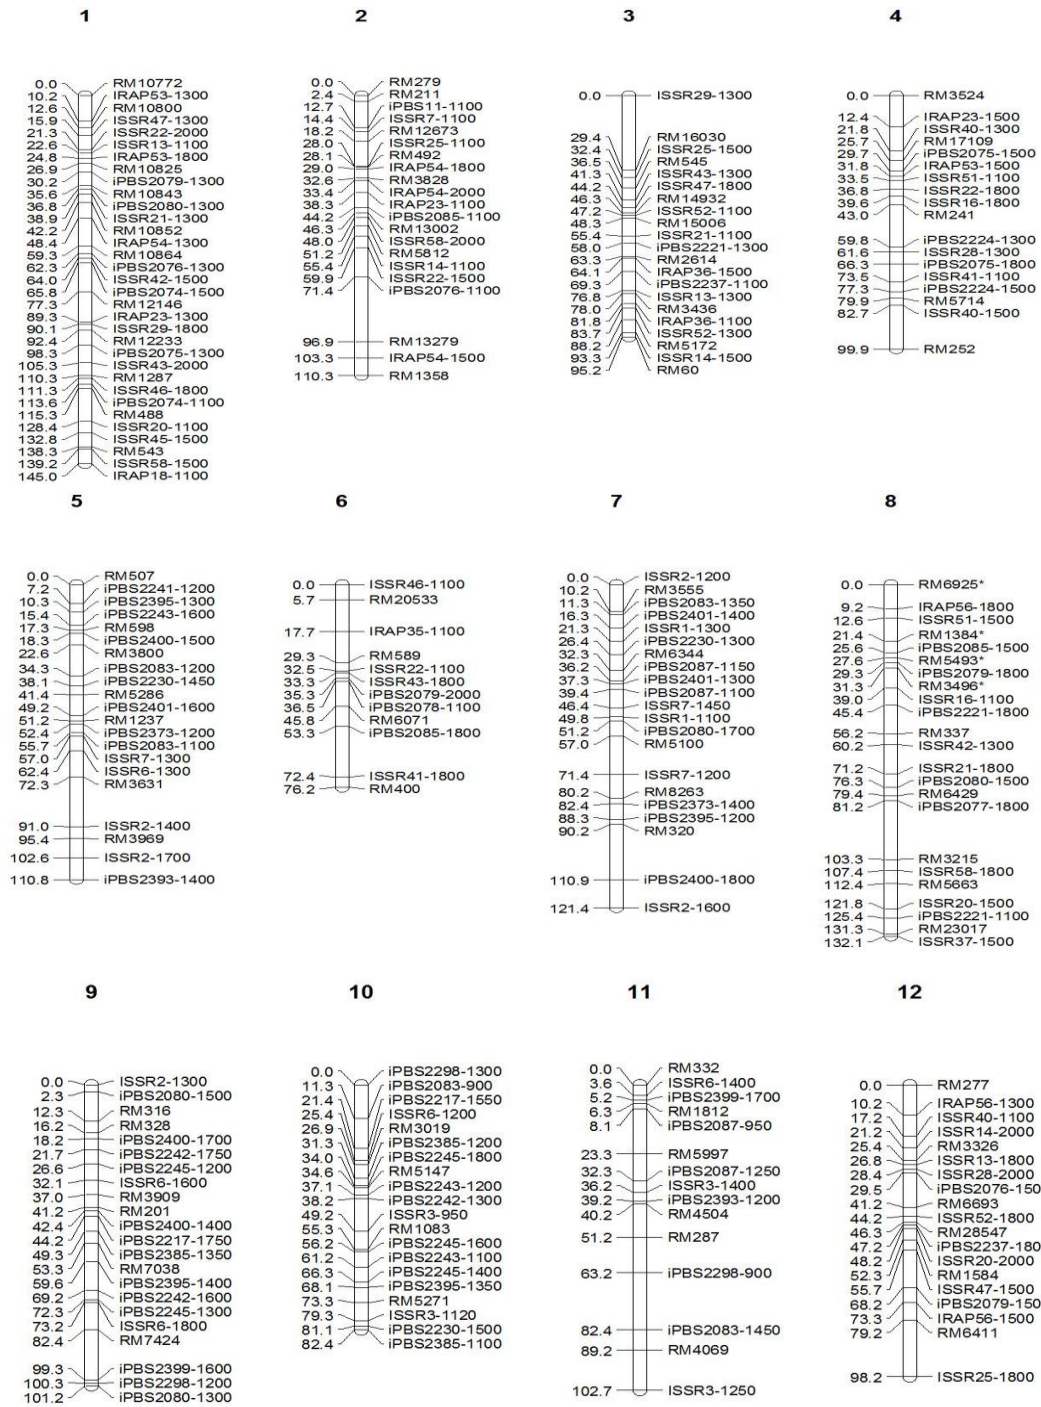 1
0.0 RM10772
10.2 IRAP53-1300
12.6 RM10800
15.9 ISSR47-1300
21.3 ISSR22-2000
22.6 ISSR13-1100
24.8 IRAP53-1800
26.9 RM10825
30.2 iPBS2079-1300
35.6 RM10843
36.8 iPBS2080-1300
38.9 ISSR21-1300
42.2 RM10852
48.4 IRAP54-1300
59.3 RM10864
62.3 iPBS2076-1300
64.0 ISSR42-1500
65.8 iPBS2074-1500
77.3 RM12146
89.3 IRAP23-1300
90.1 ISSR29-1800
92.4 RM12233
98.3 iPBS2075-1300
105.3 ISSR43-2000
110.3 RM1287
111.3 ISSR46-1800
113.6 iPBS2074-1100
115.3 RM488
128.4 ISSR20-1100
132.8 ISSR45-1500
138.3 RM543
139.2 ISSR58-1500
145.0 IRAP18-1100
2
0.0 RM279
2.4 RM211
12.7 iPBS11-1100
14.4 ISSR7-1100
18.2 RM12673
28.0 ISSR25-1100
28.1 RM492
29.0 IRAP54-1800
32.6 RM3828
33.4 IRAP54-2000
38.3 IRAP23-1100
44.2 iPBS2085-1100
46.3 RM13002
48.0 ISSR58-2000
51.2 RM5812
55.4 ISSR14-1100
59.9 ISSR22-1500
71.4 iPBS2076-1100
96.9 RM13279
103.3 IRAP54-1500
110.3 RM1358
3
0.0 ISSR29-1300
29.4 RM16030
32.4 ISSR25-1500
36.5 RM545
41.3 ISSR43-1300
44.2 ISSR47-1800
46.3 RM14932
47.2 ISSR52-1100
48.3 RM15006
55.4 ISSR21-1100
58.0 iPBS2221-1300
63.3 RM2614
64.1 IRAP36-1500
69.3 iPBS2237-1100
76.8 ISSR13-1300
78.0 RM3436
81.8 IRAP36-1100
83.7 ISSR52-1300
88.2 RM5172
93.3 ISSR14-1500
95.2 RM60
4
0.0 RM3524
12.4 IRAP23-1500
21.8 ISSR40-1300
25.7 RM17109
29.7 iPBS2075-1500
31.8 IRAP53-1500
33.5 ISSR51-1100
36.8 ISSR22-1800
39.6 ISSR16-1800
43.0 RM241
59.8 iPBS2224-1300
61.6 ISSR28-1300
66.3 iPBS2075-1800
73.5 ISSR41-1100
77.3 iPBS2224-1500
79.9 RM5714
82.7 ISSR40-1500
99.9 RM252
5
0.0 RM507
7.2 iPBS2241-1200
10.3 iPBS2395-1300
15.4 iPBS2243-1600
17.3 RM598
18.3 iPBS2400-1500
22.6 RM3800
34.3 iPBS2083-1200
38.1 iPBS2230-1450
41.4 RM5286
49.2 iPBS2401-1600
51.2 RM1237
52.4 iPBS2373-1200
55.7 iPBS2083-1100
57.0 ISSR7-1300
62.4 ISSR6-1300
72.3 RM3631
91.0 ISSR2-1400
95.4 RM3969
102.6 ISSR2-1700
110.8 iPBS2393-1400
6
0.0 ISSR46-1100
5.7 RM20533
17.7 IRAP35-1100
29.3 RM589
32.5 ISSR22-1100
33.3 ISSR43-1800
35.3 iPBS2079-2000
36.5 iPBS2078-1100
45.8 RM6071
53.3 iPBS2085-1800
72.4 ISSR41-1800
76.2 RM400
7
0.0 ISSR2-1200
10.2 RM3555
11.3 iPBS2083-1350
16.3 iPBS2401-1400
21.3 ISSR1-1300
26.4 iPBS2230-1300
32.3 RM6344
36.2 iPBS2087-1150
37.3 iPBS2401-1300
39.4 iPBS2087-1100
46.4 ISSR7-1450
49.8 ISSR1-1100
51.2 iPBS2080-1700
57.0 RM5100
71.4 ISSR7-1200
80.2 RM8263
82.4 iPBS2373-1400
88.3 iPBS2395-1200
90.2 RM320
110.9 iPBS2400-1800
121.4 ISSR2-1600
8
0.0 RM6925*
9.2 IRAP56-1800
12.6 ISSR51-1500
21.4 RM1384*
25.6 iPBS2085-1500
27.6 RM5493*
29.3 iPBS2079-1800
31.3 RM3496*
39.0 ISSR16-1100
45.4 iPBS2221-1800
56.2 RM337
60.2 ISSR42-1300
71.2 ISSR21-1800
76.3 iPBS2080-1500
79.4 RM6429
81.2 iPBS2077-1800
103.3 RM3215
107.4 ISSR58-1800
112.4 RM5663
121.8 ISSR20-1500
125.4 iPBS2221-1100
131.3 RM23017
132.1 ISSR37-1500
9
0.0 ISSR2-1300
2.3 iPBS2080-1500
12.3 RM316
16.2 RM328
18.2 iPBS2400-1700
21.7 iPBS2242-1750
26.6 iPBS2245-1200
32.1 ISSR6-1600
37.0 RM3909
41.2 RM201
42.4 iPBS2400-1400
44.2 iPBS2217-1750
49.3 iPBS2385-1350
53.3 RM7038
59.6 iPBS2395-1400
69.2 iPBS2242-1600
72.3 iPBS2245-1300
73.2 ISSR6-1800
82.4 RM7424
99.3 iPBS2399-1600
100.3 iPBS2298-1200
101.2 iPBS2080-1300
10
0.0 iPBS2298-1300
11.3 iPBS2083-900
21.4 iPBS2217-1550
25.4 ISSR6-1200
26.9 RM3019
31.3 iPBS2385-1200
34.0 iPBS2245-1800
34.6 RM5147
37.1 iPBS2243-1200
38.2 iPBS2242-1300
49.2 ISSR3-950
55.3 RM1083
56.2 iPBS2245-1600
61.2 iPBS2243-1100
66.3 iPBS2245-1400
68.1 iPBS2395-1350
73.3 RM5271
79.3 ISSR3-1120
81.1 iPBS2230-1500
82.4 iPBS2385-1100
11
0.0 RM332
3.6 ISSR6-1400
5.2 iPBS2399-1700
6.3 RM1812
8.1 iPBS2087-950
23.3 RM5997
32.3 iPBS2087-1250
36.2 ISSR3-1400
39.2 iPBS2393-1200
40.2 RM4504
51.2 RM287
63.2 iPBS2298-900
82.4 iPBS2083-1450
89.2 RM4069
102.7 ISSR3-1250
12
0.0 RM277
10.2 IRAP56-1300
17.2 ISSR40-1100
21.2 ISSR14-2000
25.4 RM3326
26.8 ISSR13-1800
28.4 ISSR28-2000
29.5 iPBS2076-150
41.2 RM6693
44.2 ISSR52-1800
46.3 RM28547
47.2 iPBS2237-180
48.2 ISSR20-2000
52.3 RM1584
55.7 ISSR47-1500
68.2 iPBS2079-150
73.3 IRAP56-1500
79.2 RM6411
98.2 ISSR25-1800